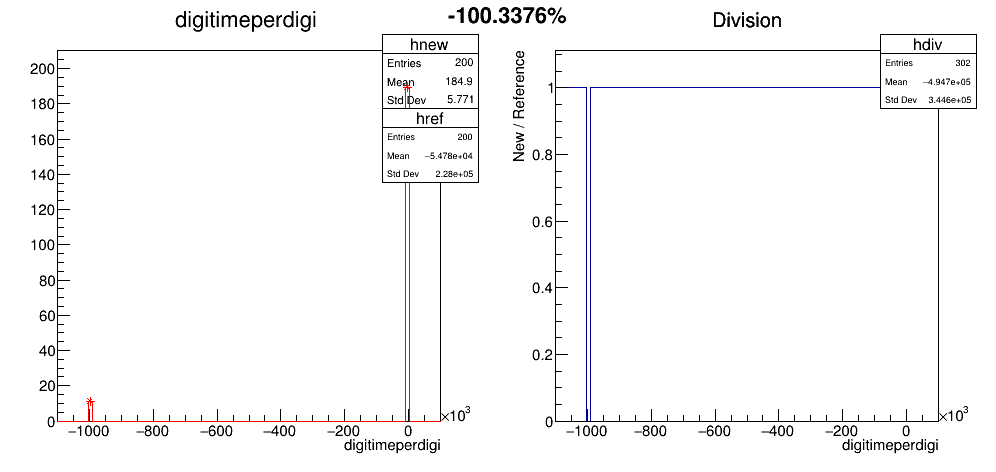 -100.3376%
digitimeperdigi
hnew
Entries 200
Mean 184.9
Std Dev 5.771
href
Entries 200
Mean −5.478e+04
Std Dev 2.28e+05
200
180
160
140
120
100
80
60
40
20
0
−1000 −800 −600 −400 −200 0
×10³
digitimeperdigi
Division
hdiv
Entries 302
Mean −4.947e+05
Std Dev 3.446e+05
New / Reference
1
0.8
0.6
0.4
0.2
0
−1000 −800 −600 −400 −200 0
×10³
digitimeperdigi